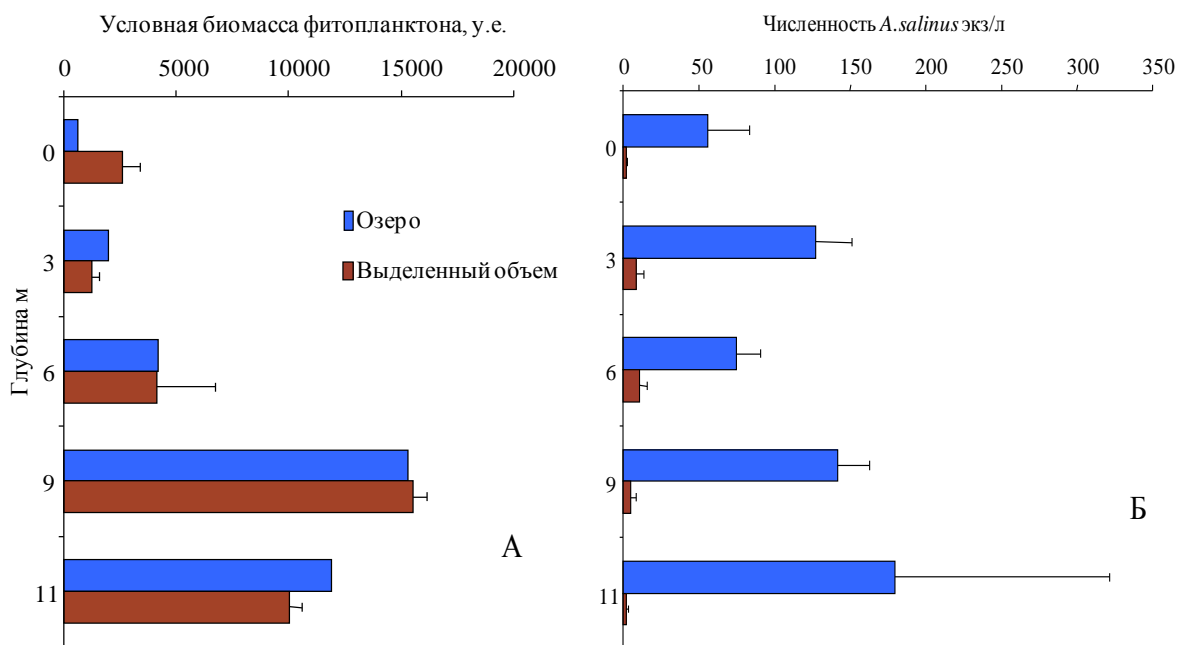 Условная биомасса фитопланктона, у.е.
0 5000 10000 15000 20000
Глубина м
0
3
6
9
11
Озеро
Выделенный объем
А
Численность A.salinus экз/л
0 50 100 150 200 250 300 350
0
3
6
9
11
Б